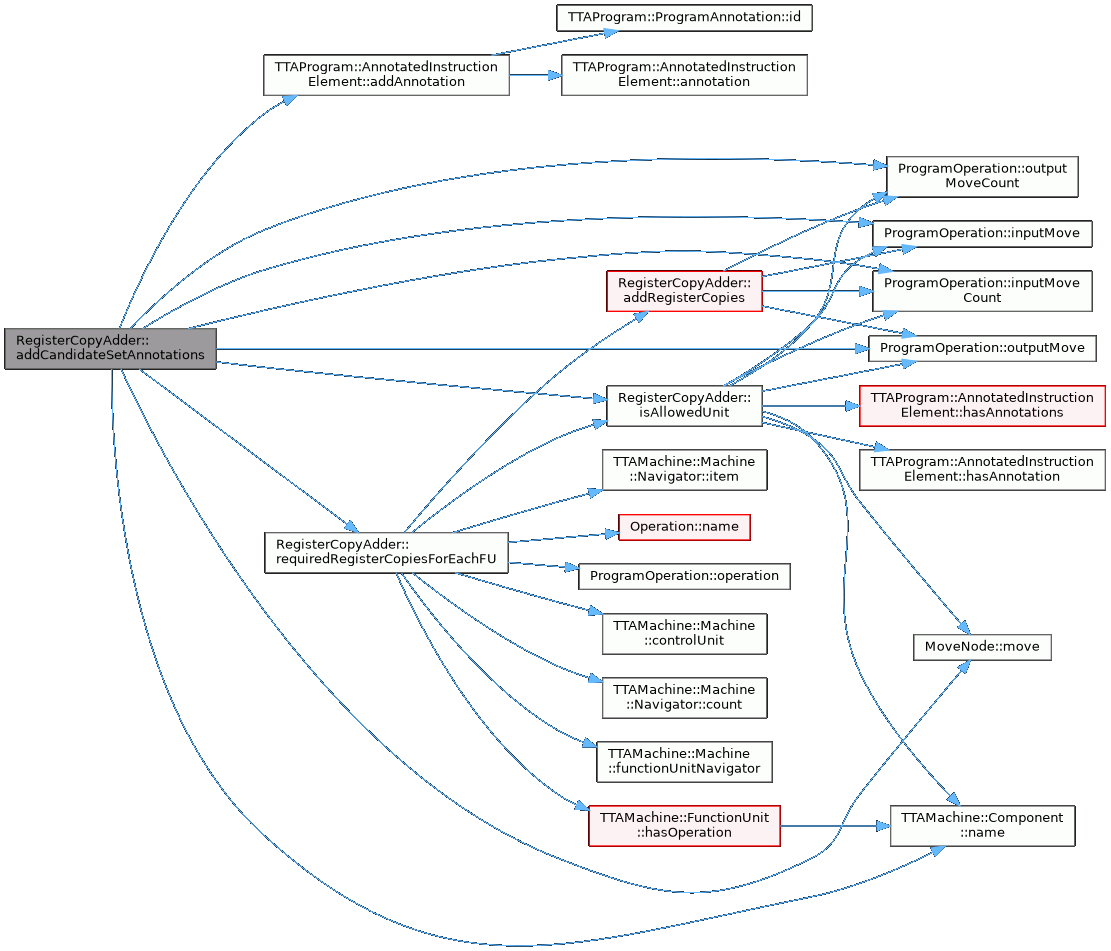 TTAProgram::ProgramAnnotation::id
TTAProgram::AnnotatedInstruction
Element::addAnnotation
TTAProgram::AnnotatedInstruction
Element::annotation
ProgramOperation::output
MoveCount
ProgramOperation::inputMove
RegisterCopyAdder::
addRegisterCopies
ProgramOperation::inputMove
Count
RegisterCopyAdder::
addCandidateSetAnnotations
ProgramOperation::outputMove
RegisterCopyAdder::
isAllowedUnit
TTAProgram::AnnotatedInstruction
Element::hasAnnotations
TTAMachine::Machine
::Navigator::item
TTAProgram::AnnotatedInstruction
Element::hasAnnotation
Operation::name
RegisterCopyAdder::
requiredRegisterCopiesForEachFU
ProgramOperation::operation
TTAMachine::Machine
::controlUnit
MoveNode::move
TTAMachine::Machine
::Navigator::count
TTAMachine::Machine
::functionUnitNavigator
TTAMachine::FunctionUnit
::hasOperation
TTAMachine::Component
::name